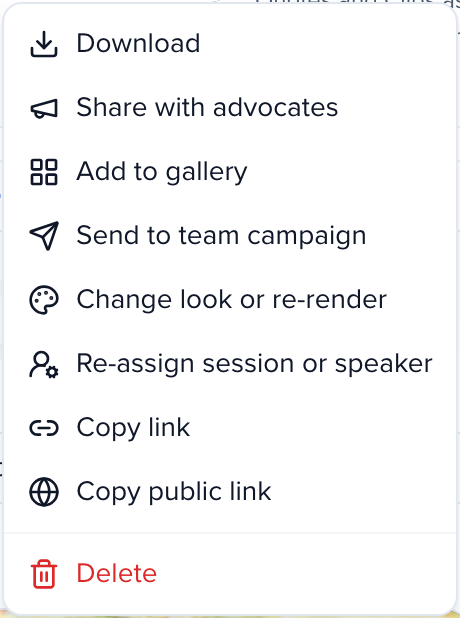 Download
Share with advocates
Add to gallery
Send to team campaign
Change look or re-render
Re-assign session or speaker
Copy link
Copy public link
Delete